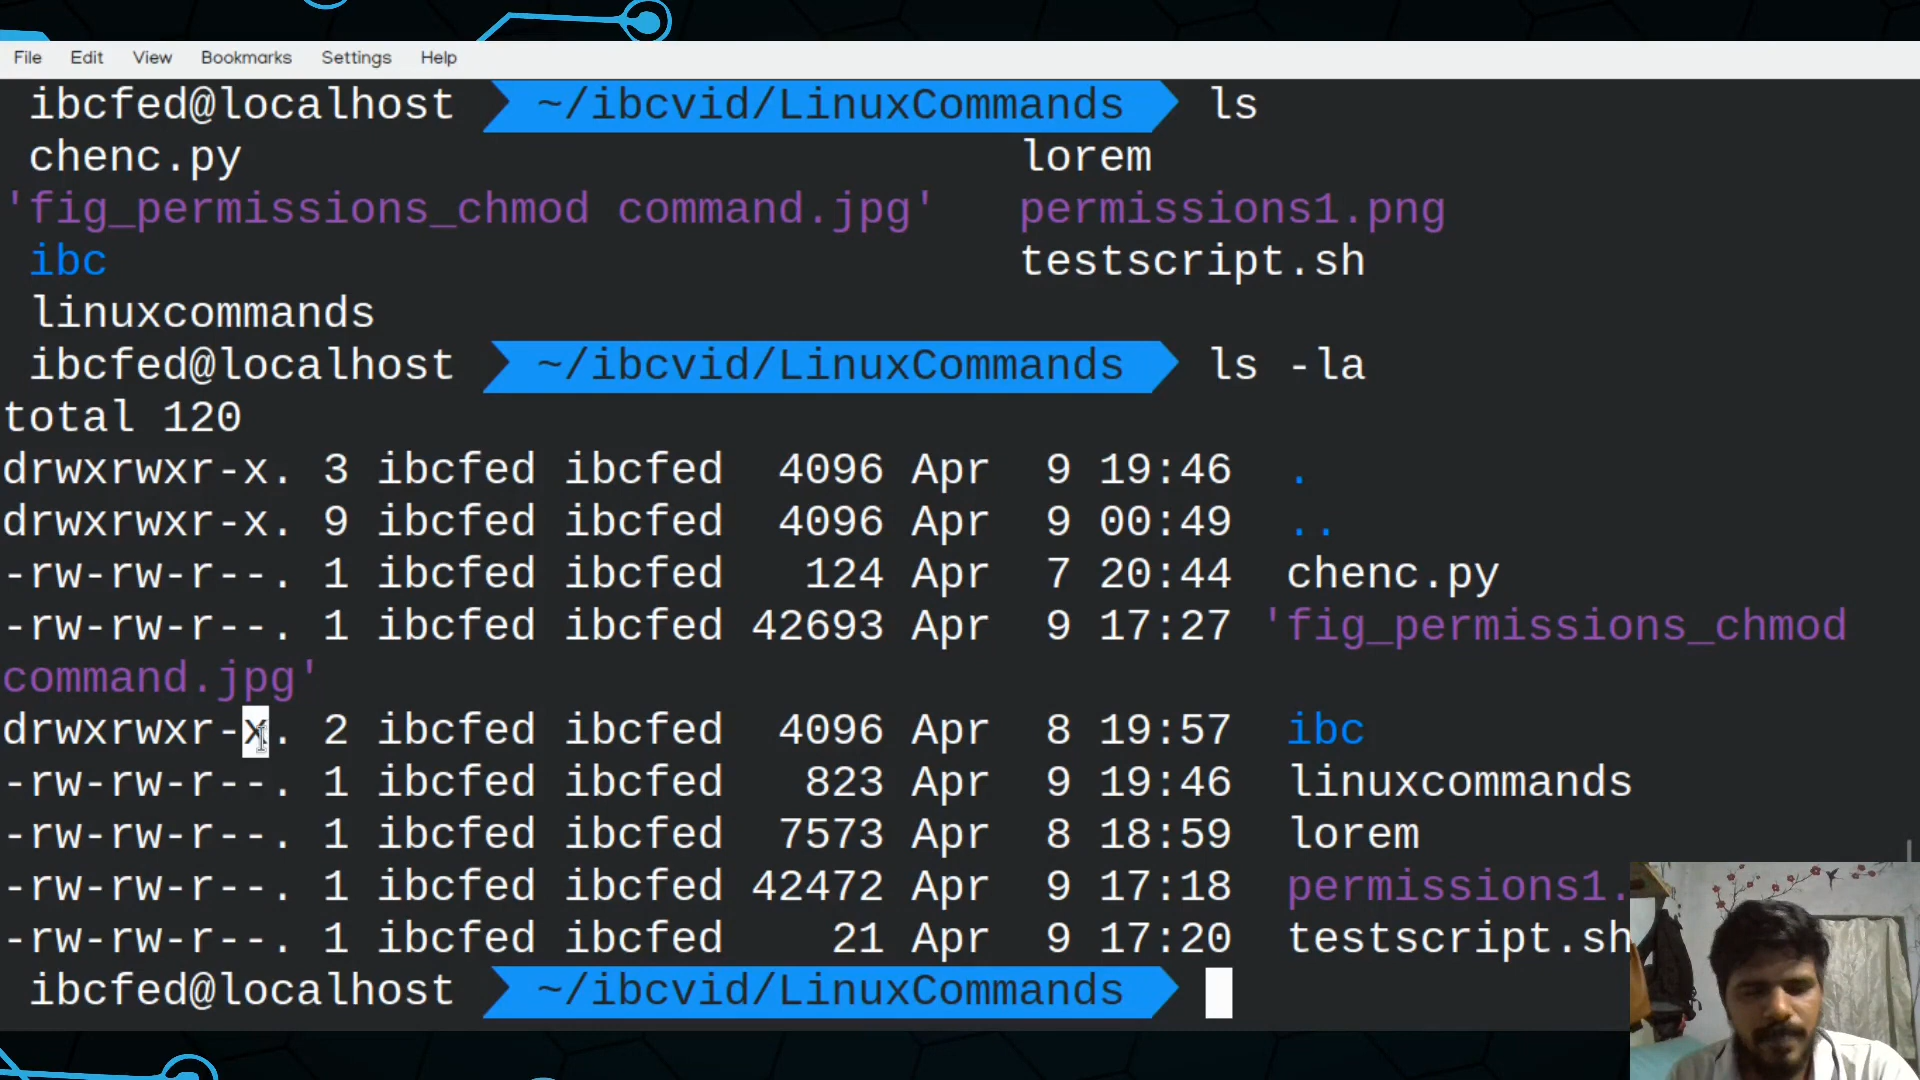 File Edit View Bookmarks Settings Help
ibcfed@localhost ~/ibcvid/LinuxCommands ls
chenc.py lorem
'fig_permissions_chmod command.jpg' permissions1.png
ibc testscript.sh
linuxcommands
ibcfed@localhost ~/ibcvid/LinuxCommands ls -la
total 120
drwxrwxr-x. 3 ibcfed ibcfed 4096 Apr 9 19:46 .
drwxrwxr-x. 9 ibcfed ibcfed 4096 Apr 9 00:49 ..
-rw-rw-r--. 1 ibcfed ibcfed 124 Apr 7 20:44 chenc.py
-rw-rw-r--. 1 ibcfed ibcfed 42693 Apr 9 17:27 'fig_permissions_chmod
command.jpg'
drwxrwxr-x. 2 ibcfed ibcfed 4096 Apr 8 19:57 ibc
-rw-rw-r--. 1 ibcfed ibcfed 823 Apr 9 19:46 linuxcommands
-rw-rw-r--. 1 ibcfed ibcfed 7573 Apr 8 18:59 lorem
-rw-rw-r--. 1 ibcfed ibcfed 42472 Apr 9 17:18 permissions1.
-rw-rw-r--. 1 ibcfed ibcfed 21 Apr 9 17:20 testscript.sh
ibcfed@localhost ~/ibcvid/LinuxCommands